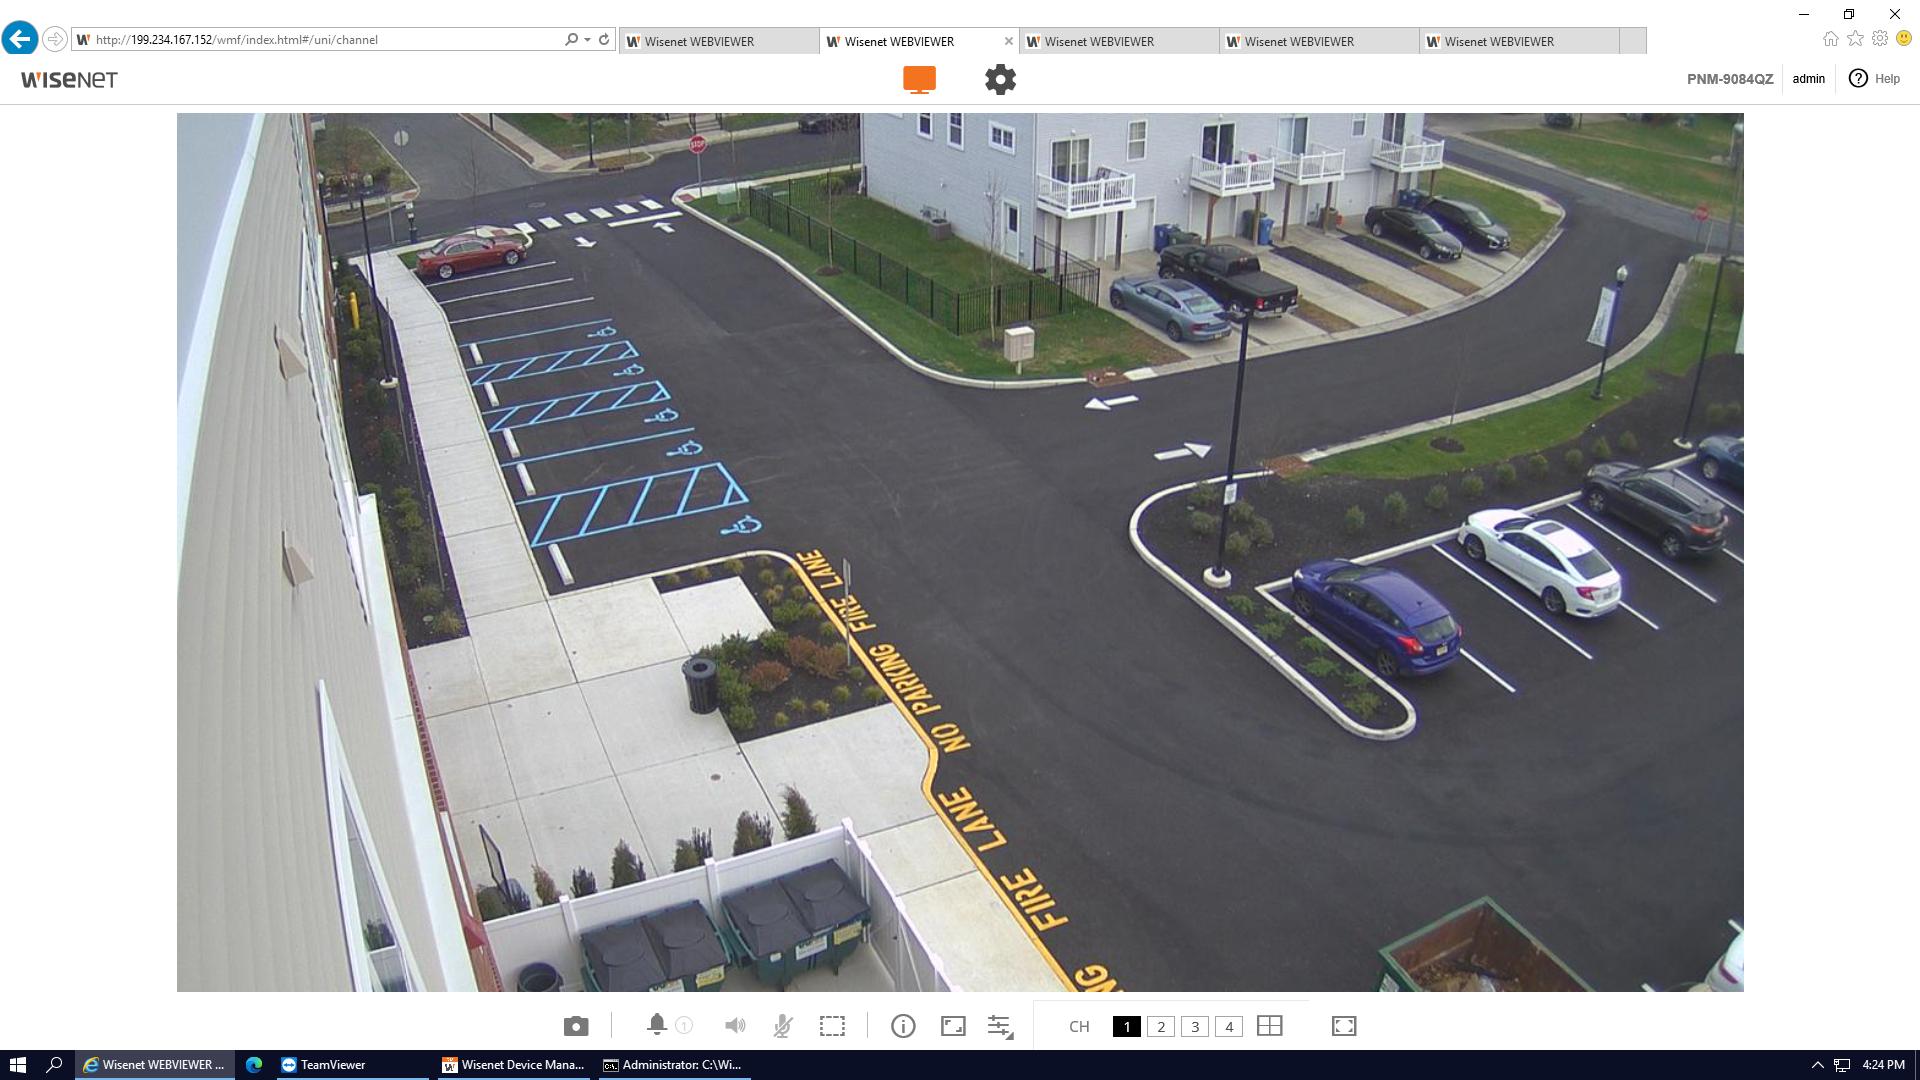 http://199.234.167.152/wmf/index.html#/uni/channel
Wisenet WEBVIEWER
Wisenet WEBVIEWER
Wisenet WEBVIEWER
Wisenet WEBVIEWER
Wisenet WEBVIEWER
WISENET
PNM-9084QZ
admin
? Help
STOP
FIRE LANE
NO PARKING
FIRE LANE
NG
1
CH 1 2 3 4
Wisenet WEBVIEWER ...
TeamViewer
Wisenet Device Mana...
Administrator: C:\Wi...
4:24 PM